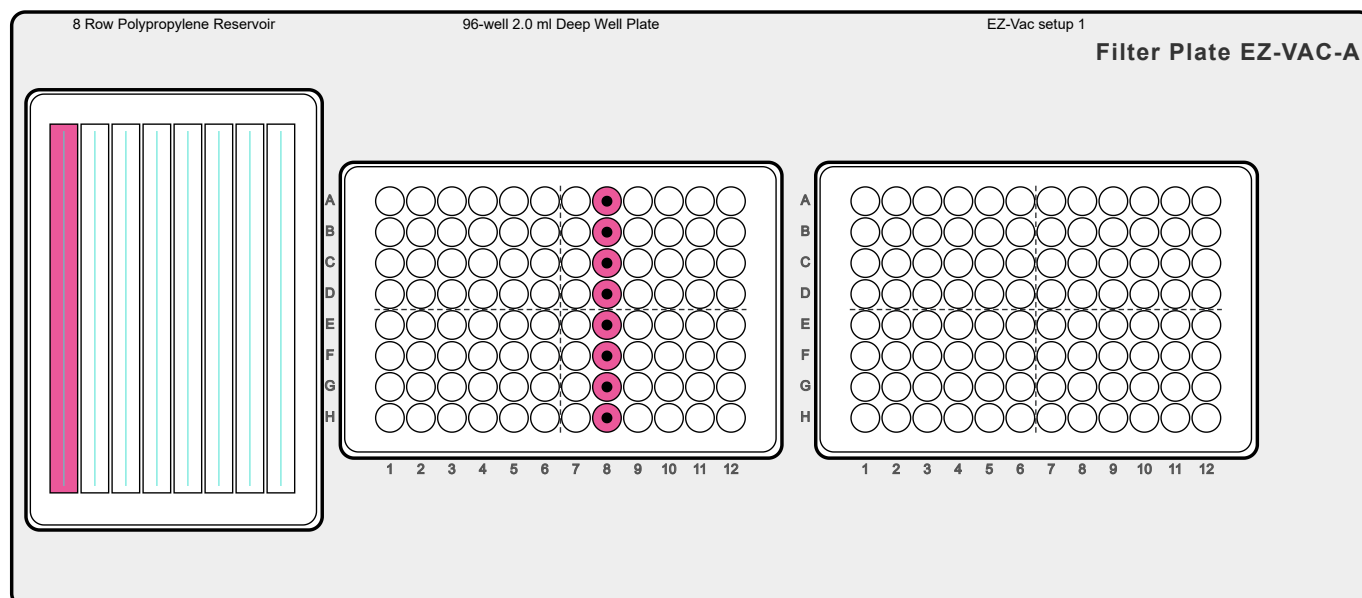 8 Row Polypropylene Reservoir
96-well 2.0 ml Deep Well Plate
EZ-Vac setup 1
Filter Plate EZ-VAC-A
A
B
C
D
E
F
G
H
1 2 3 4 5 6 7 8 9 10 11 12
A
B
C
D
E
F
G
H
1 2 3 4 5 6 7 8 9 10 11 12